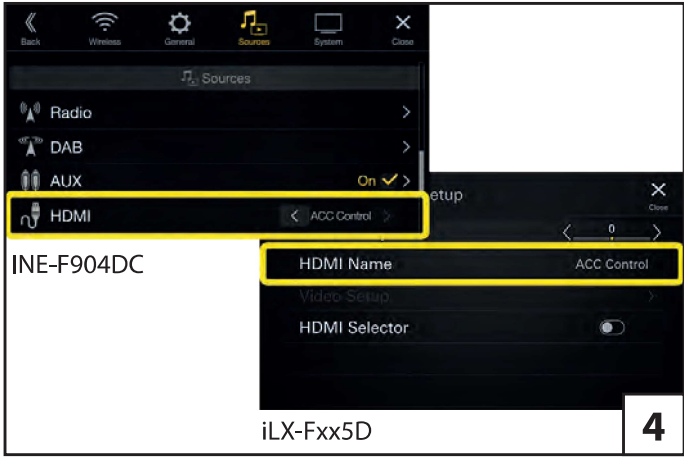 Back Wireless General Sources System Close
Sources
Radio
DAB
AUX On
HDMI ACC Control
INE-F904DC
etup
Close
0
HDMI Name ACC Control
Video Setup
HDMI Selector
iLX-Fxx5D
4